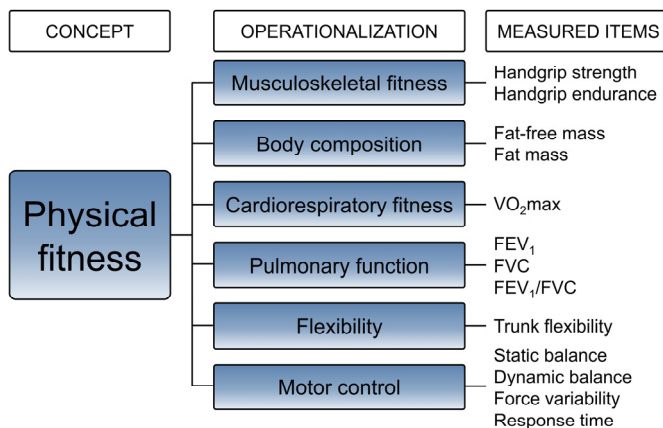 CONCEPT
OPERATIONALIZATION
MEASURED ITEMS
Physical
fitness
Musculoskeletal fitness
Handgrip strength
Handgrip endurance
Body composition
Fat-free mass
Fat mass
Cardiorespiratory fitness
VO₂max
Pulmonary function
FEV₁
FVC
FEV₁/FVC
Flexibility
Trunk flexibility
Motor control
Static balance
Dynamic balance
Force variability
Response time